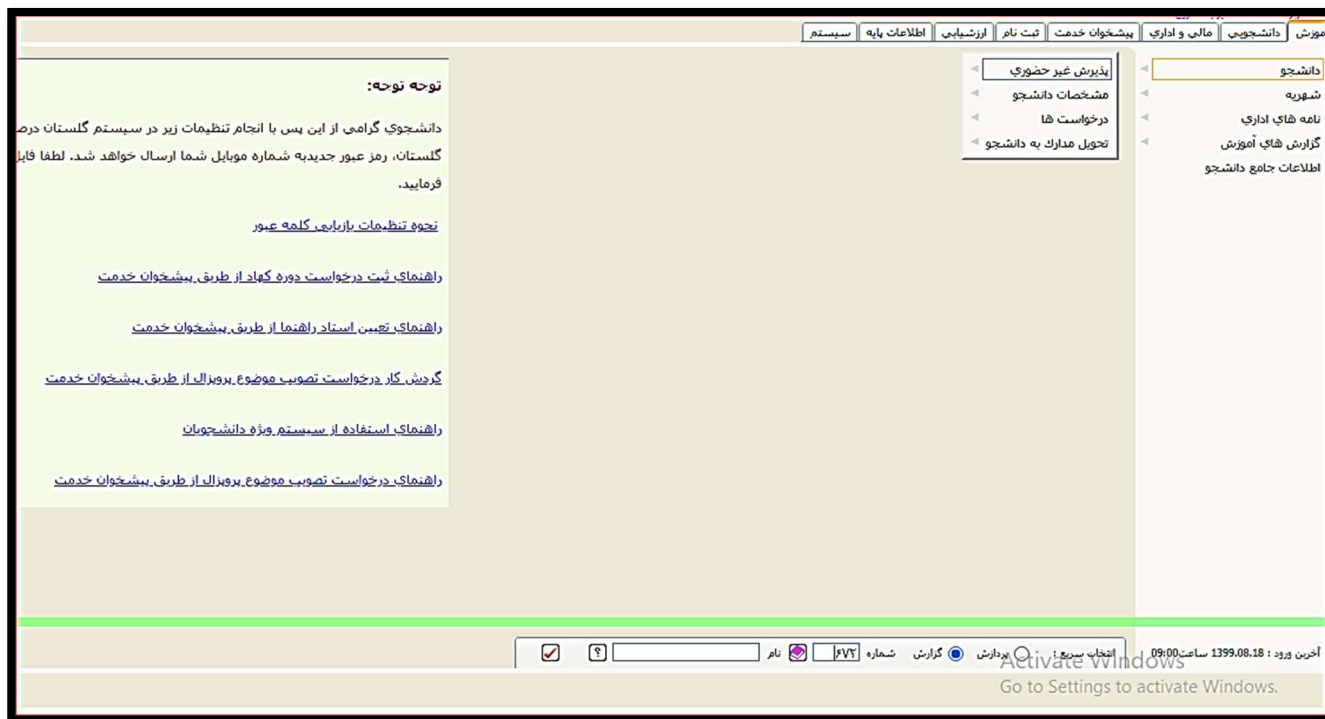 موزش دانشجويي مالي و اداري پيشخوان خدمت ثبت نام ارزشيابي اطلاعات پايه سيستم
دانشجو
شهريه
نامه هاي اداري
گزارش هاي آموزش
اطلاعات جامع دانشجو
پذيرش غير حضوري
مشخصات دانشجو
درخواست ها
تحويل مدارك به دانشجو
توجه توجه:
دانشجوي گرامي از اين پس با انجام تنظيمات زير در سيستم گلستان درص
گلستان، رمز عبور جديدبه شماره موبايل شما ارسال خواهد شد. لطفا فايل
فرماييد.
نحوه تنظيمات بازيابي كلمه عبور
راهنماي ثبت درخواست دوره كهاد از طريق پيشخوان خدمت
راهنماي تعيين استاد راهنما از طريق پيشخوان خدمت
گردش كار درخواست تصويب موضوع پروپزال از طريق پيشخوان خدمت
راهنماي استفاده از سيستم ويژه دانشجويان
راهنماي درخواست تصويب موضوع پروپزال از طريق پيشخوان خدمت
آخرين ورود : 1399.08.18 ساعت09:00 انتخاب سريع : پردازش گزارش شماره ۶۷۲ نام ؟
Activate Windows
Go to Settings to activate Windows.